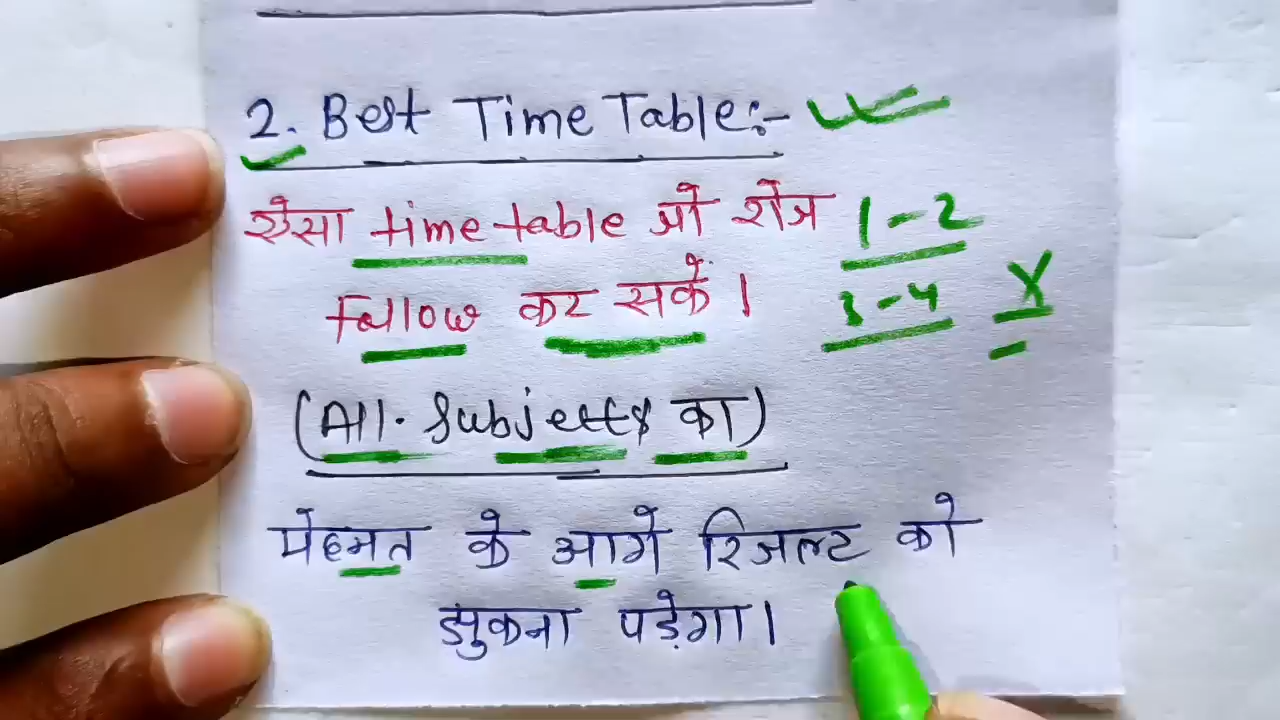 2. Best Time Table:-
ऐसा time table जो रोज
Follow कर सकें।
1-2
3-4 X
(All. Subjects का)
मेहमत के आगे रिजल्ट को
झुकना पड़ेगा।